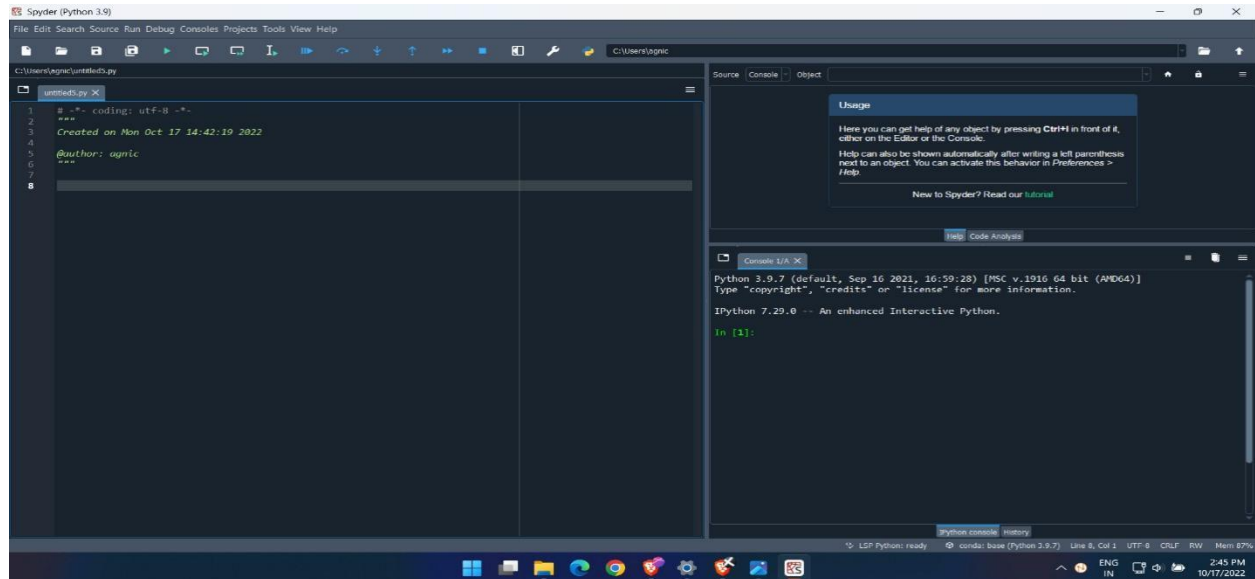 Spyder (Python 3.9)
File Edit Search Source Run Debug Consoles Projects Tools View Help
C:\Users\agnic
C:\Users\agnic\untitled5.py
untitled5.py
1 # -*- coding: utf-8 -*-
2 """
3 Created on Mon Oct 17 14:42:19 2022
4
5 @author: agnic
6 """
7
8
Source Console Object
Usage
Here you can get help of any object by pressing Ctrl+I in front of it,
either on the Editor or the Console.
Help can also be shown automatically after writing a left parenthesis
next to an object. You can activate this behavior in Preferences >
Help.
New to Spyder? Read our tutorial
Help Code Analysis
Console 1/A
Python 3.9.7 (default, Sep 16 2021, 16:59:28) [MSC v.1916 64 bit (AMD64)]
Type "copyright", "credits" or "license" for more information.
IPython 7.29.0 -- An enhanced Interactive Python.
In [1]:
IPython console History
LSP Python: ready conda: base (Python 3.9.7) Line 8, Col 1 UTF-8 CRLF RW Mem 87%
ENG
IN
2:45 PM
10/17/2022